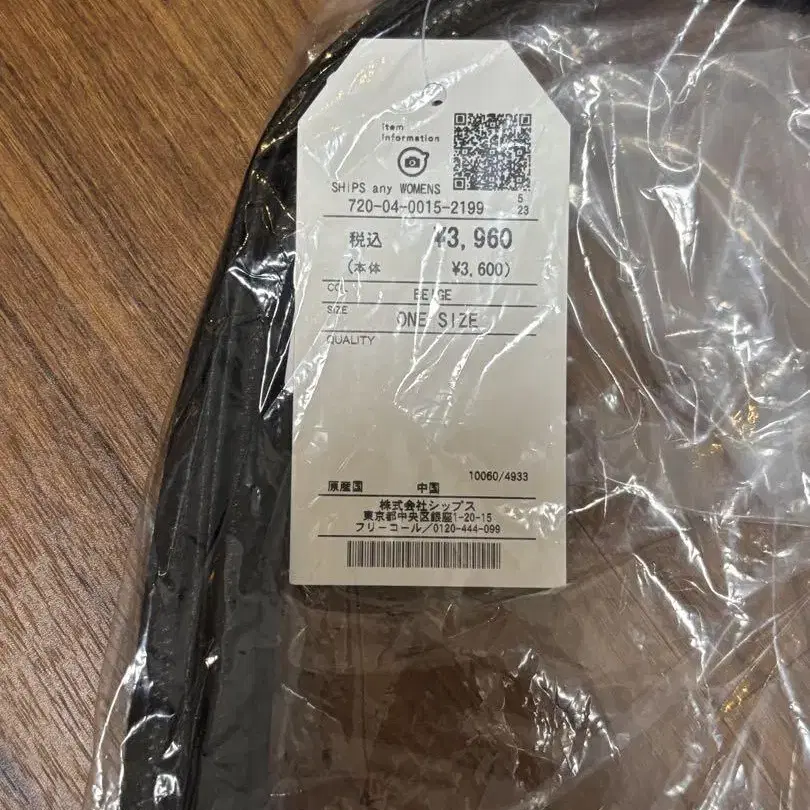 item
information
SHIPS any WOMENS
720-04-0015-2199
5
23
税込 ¥3,960
(本体 ¥3,600)
COL BEIGE
SIZE ONE SIZE
QUALITY
10060/4933
原産国 中国
株式会社シップス
東京都中央区銀座1-20-15
フリーコール/0120-444-099